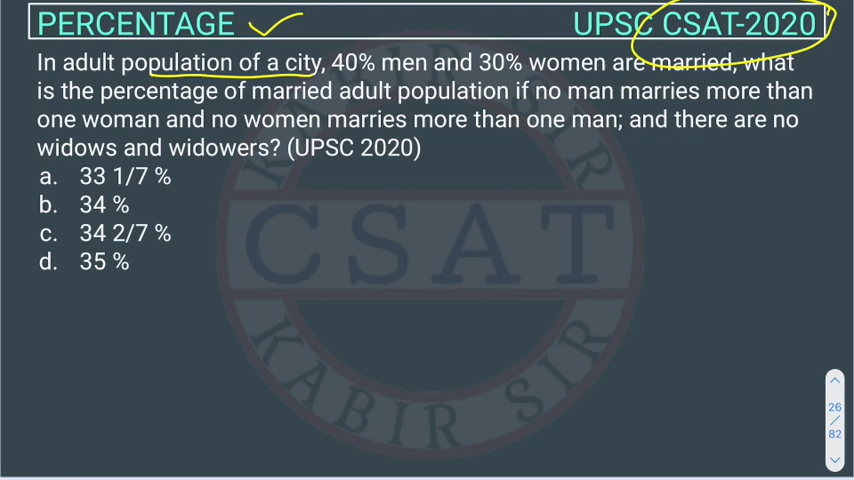 PERCENTAGE
UPSC CSAT-2020
In adult population of a city, 40% men and 30% women are married, what
is the percentage of married adult population if no man marries more than
one woman and no women marries more than one man; and there are no
widows and widowers? (UPSC 2020)
a. 33 1/7 %
b. 34 %
c. 34 2/7 %
d. 35 %
KABIR SIR
CSAT
KABIR SIR
26
/
82